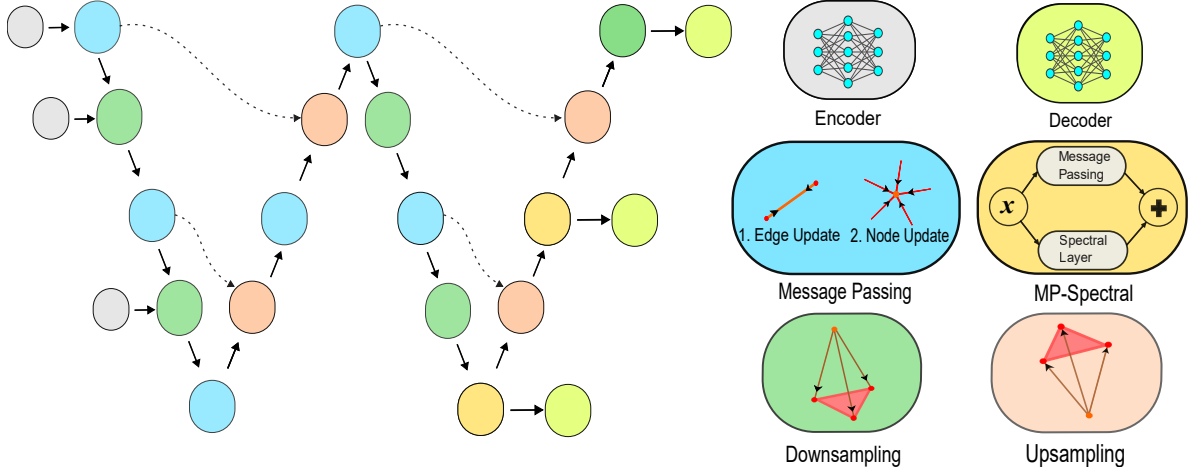 Encoder
Decoder
1. Edge Update
2. Node Update
Message Passing
Message
Passing
x
+
Spectral
Layer
MP-Spectral
Downsampling
Upsampling